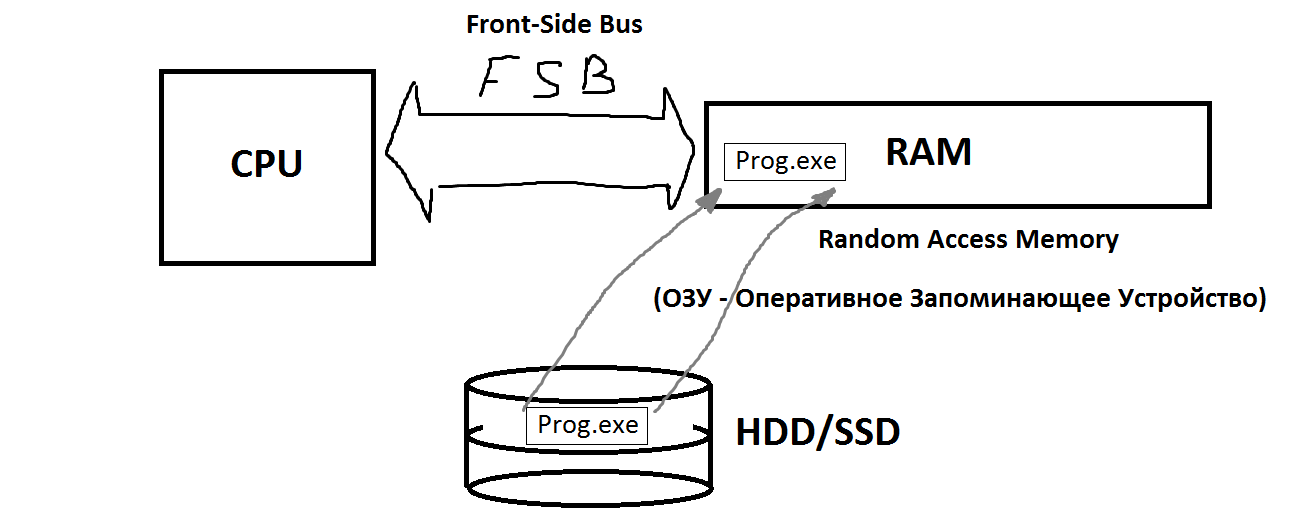 Front-Side Bus
FSB
CPU
Prog.exe
RAM
Random Access Memory
(ОЗУ - Оперативное Запоминающее Устройство)
Prog.exe
HDD/SSD